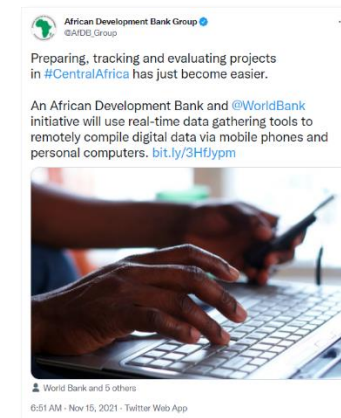 African Development Bank Group
@AfDB_Group
Preparing, tracking and evaluating projects
in #CentralAfrica has just become easier.
An African Development Bank and @WorldBank
initiative will use real-time data gathering tools to
remotely compile digital data via mobile phones and
personal computers. bit.ly/3HfJypm
World Bank and 5 others
6:51 AM · Nov 15, 2021 · Twitter Web App